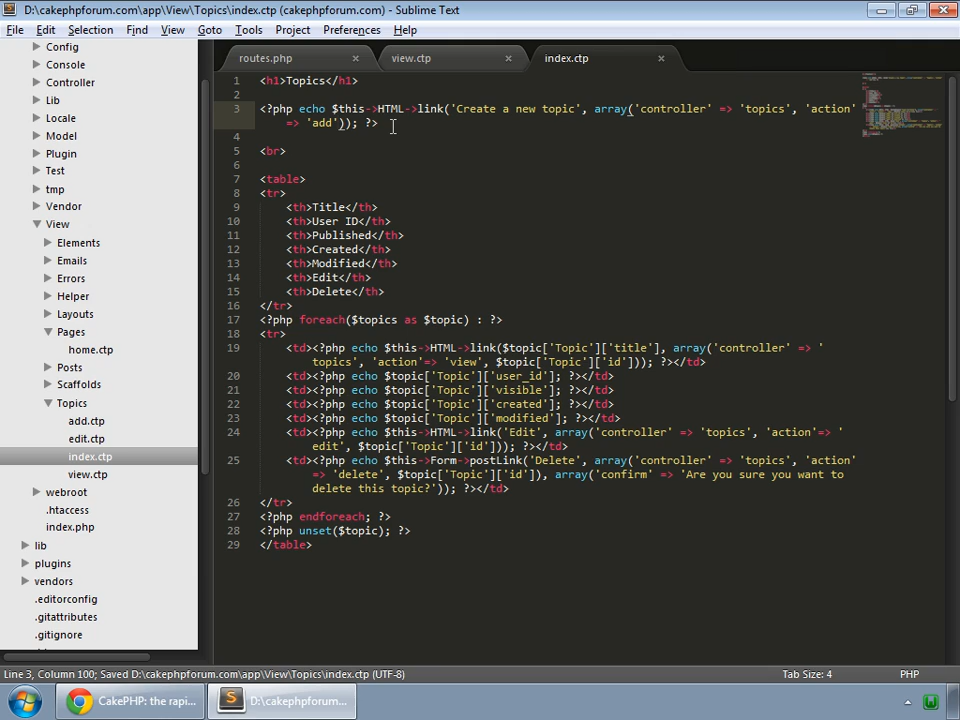 D:\cakephpforum.com\app\View\Topics\index.ctp (cakephpforum.com) - Sublime Text
File Edit Selection Find View Goto Tools Project Preferences Help
Config
Console
Controller
Lib
Locale
Model
Plugin
Test
tmp
Vendor
View
Elements
Emails
Errors
Helper
Layouts
Pages
home.ctp
Posts
Scaffolds
Topics
add.ctp
edit.ctp
index.ctp
view.ctp
webroot
.htaccess
index.php
lib
plugins
vendors
.editorconfig
.gitattributes
.gitignore
routes.php × view.ctp × index.ctp ×
1 <h1>Topics</h1>
2
3 <?php echo $this->HTML->link('Create a new topic', array('controller' => 'topics', 'action'
=> 'add')); ?>
4
5 <br>
6
7 <table>
8 <tr>
9 <th>Title</th>
10 <th>User ID</th>
11 <th>Published</th>
12 <th>Created</th>
13 <th>Modified</th>
14 <th>Edit</th>
15 <th>Delete</th>
16 </tr>
17 <?php foreach($topics as $topic) : ?>
18 <tr>
19 <td><?php echo $this->HTML->link($topic['Topic']['title'], array('controller' => '
topics', 'action'=> 'view', $topic['Topic']['id'])); ?></td>
20 <td><?php echo $topic['Topic']['user_id']; ?></td>
21 <td><?php echo $topic['Topic']['visible']; ?></td>
22 <td><?php echo $topic['Topic']['created']; ?></td>
23 <td><?php echo $topic['Topic']['modified']; ?></td>
24 <td><?php echo $this->HTML->link('Edit', array('controller' => 'topics', 'action'=> '
edit', $topic['Topic']['id'])); ?></td>
25 <td><?php echo $this->Form->postLink('Delete', array('controller' => 'topics', 'action'
=> 'delete', $topic['Topic']['id']), array('confirm' => 'Are you sure you want to
delete this topic?')); ?></td>
26 </tr>
27 <?php endforeach; ?>
28 <?php unset($topic); ?>
29 </table>
Line 3, Column 100; Saved D:\cakephpforum.com\app\View\Topics\index.ctp (UTF-8) Tab Size: 4 PHP
CakePHP: the rapi... D:\cakephpforum....